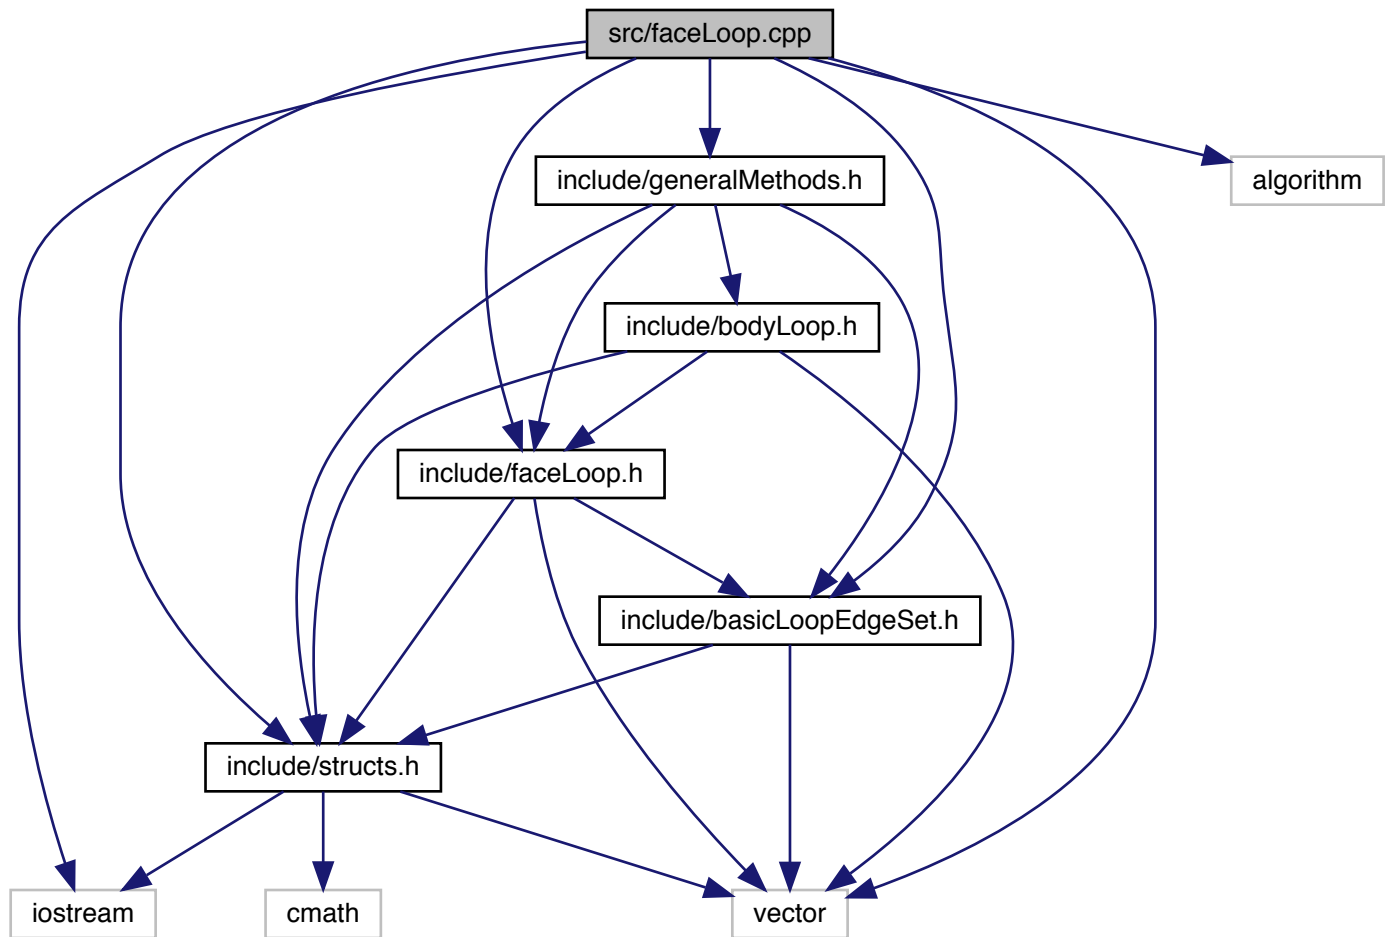 src/faceLoop.cpp
include/generalMethods.h
algorithm
include/bodyLoop.h
include/faceLoop.h
include/basicLoopEdgeSet.h
include/structs.h
iostream
cmath
vector